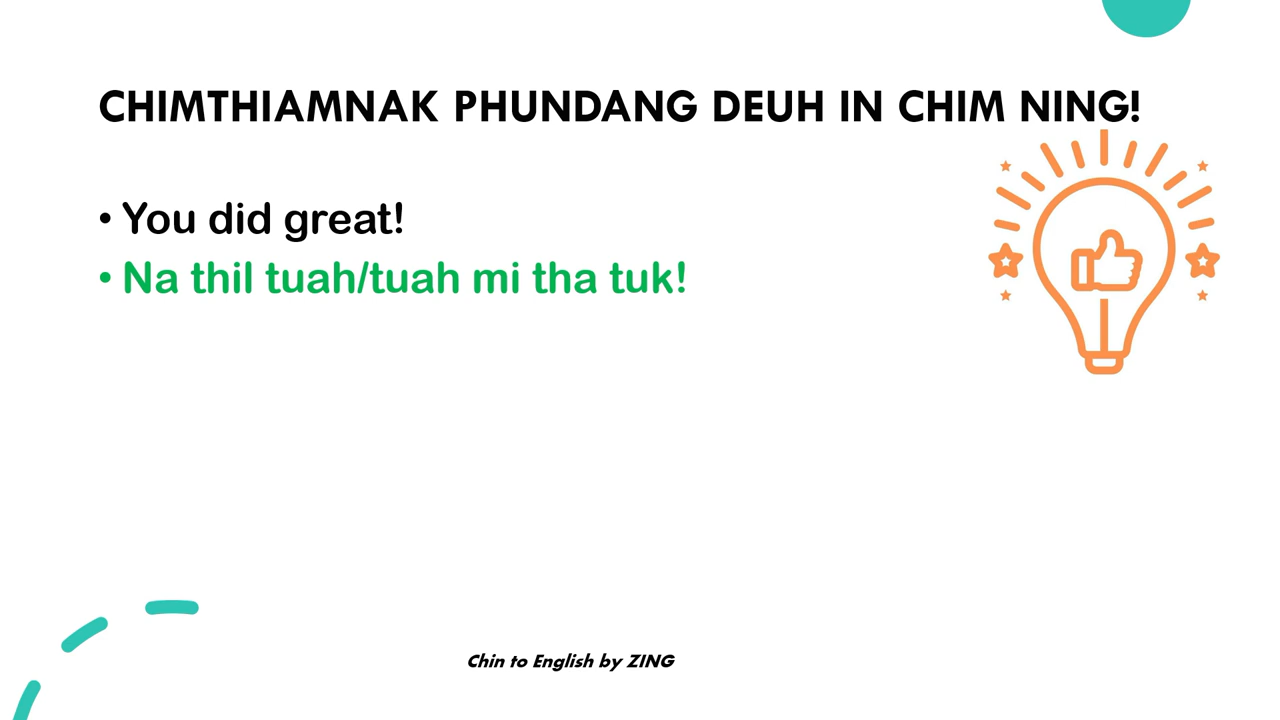 CHIMTHIAMNAK PHUNDANG DEUH IN CHIM NING!
• You did great!
• Na thil tuah/tuah mi tha tuk!
Chin to English by ZING